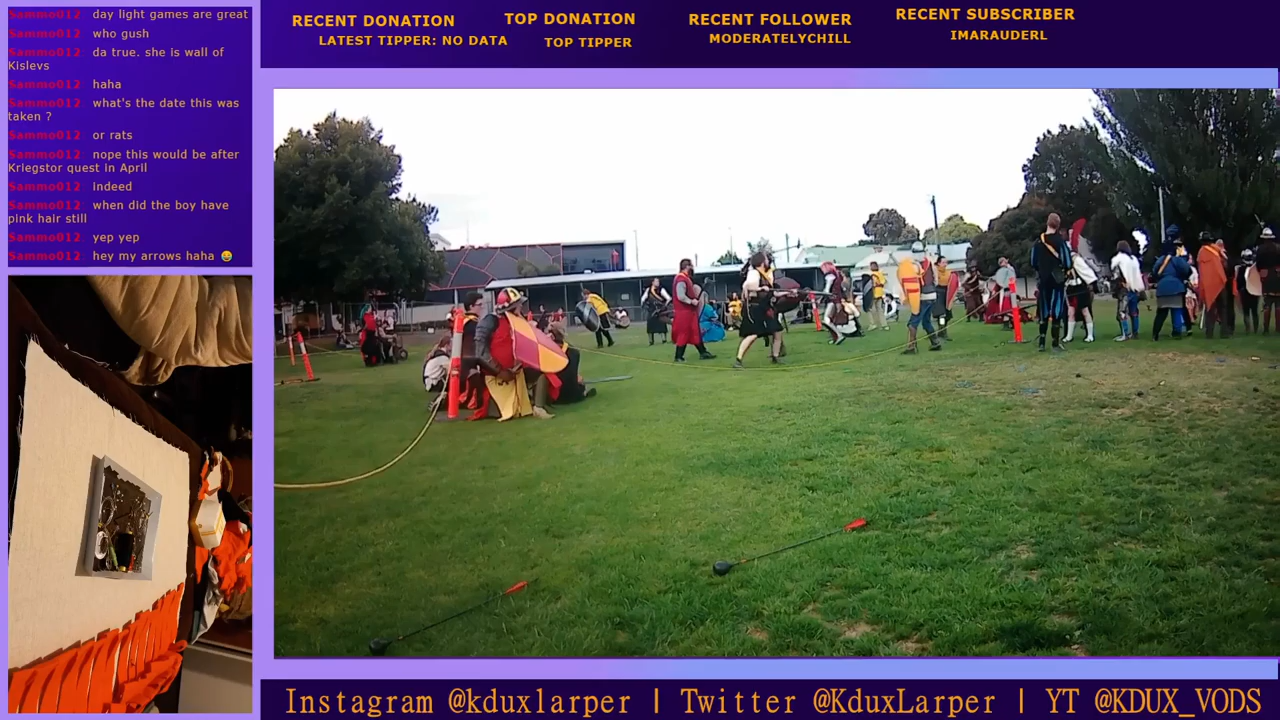 Sammo012 day light games are great
Sammo012 who gush
Sammo012 da true. she is wall of
Kislevs
Sammo012 haha
Sammo012 what's the date this was
taken ?
Sammo012 or rats
Sammo012 nope this would be after
Kriegstor quest in April
Sammo012 indeed
Sammo012 when did the boy have
pink hair still
Sammo012 yep yep
Sammo012 hey my arrows haha 😅
RECENT DONATION
LATEST TIPPER: NO DATA
TOP DONATION
TOP TIPPER
RECENT FOLLOWER
MODERATELYCHILL
RECENT SUBSCRIBER
IMARAUDERL
Instagram @kduxlarper | Twitter @KduxLarper | YT @KDUX_VODS